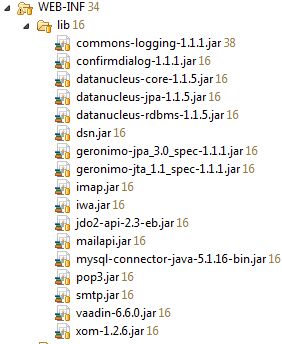 WEB-INF 34
lib 16
commons-logging-1.1.1.jar 38
confirmdialog-1.1.1.jar 16
datanucleus-core-1.1.5.jar 16
datanucleus-jpa-1.1.5.jar 16
datanucleus-rdbms-1.1.5.jar 16
dsn.jar 16
geronimo-jpa_3.0_spec-1.1.1.jar 16
geronimo-jta_1.1_spec-1.1.1.jar 16
imap.jar 16
iwa.jar 16
jdo2-api-2.3-eb.jar 16
mailapi.jar 16
mysql-connector-java-5.1.16-bin.jar 16
pop3.jar 16
smtp.jar 16
vaadin-6.6.0.jar 16
xom-1.2.6.jar 16